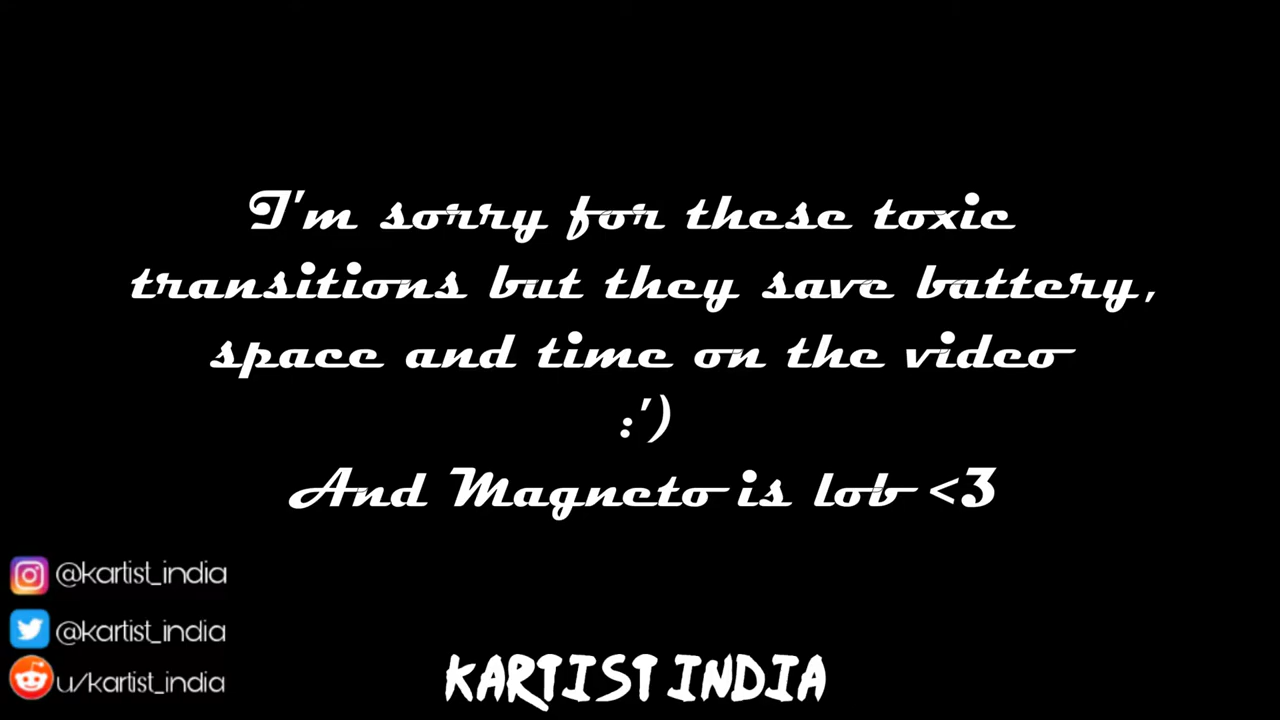 I'm sorry for these toxic
transitions but they save battery,
space and time on the video
:')
And Magneto is lob <3
@kartist_india
@kartist_india
u/kartist_india
KARTIST INDIA